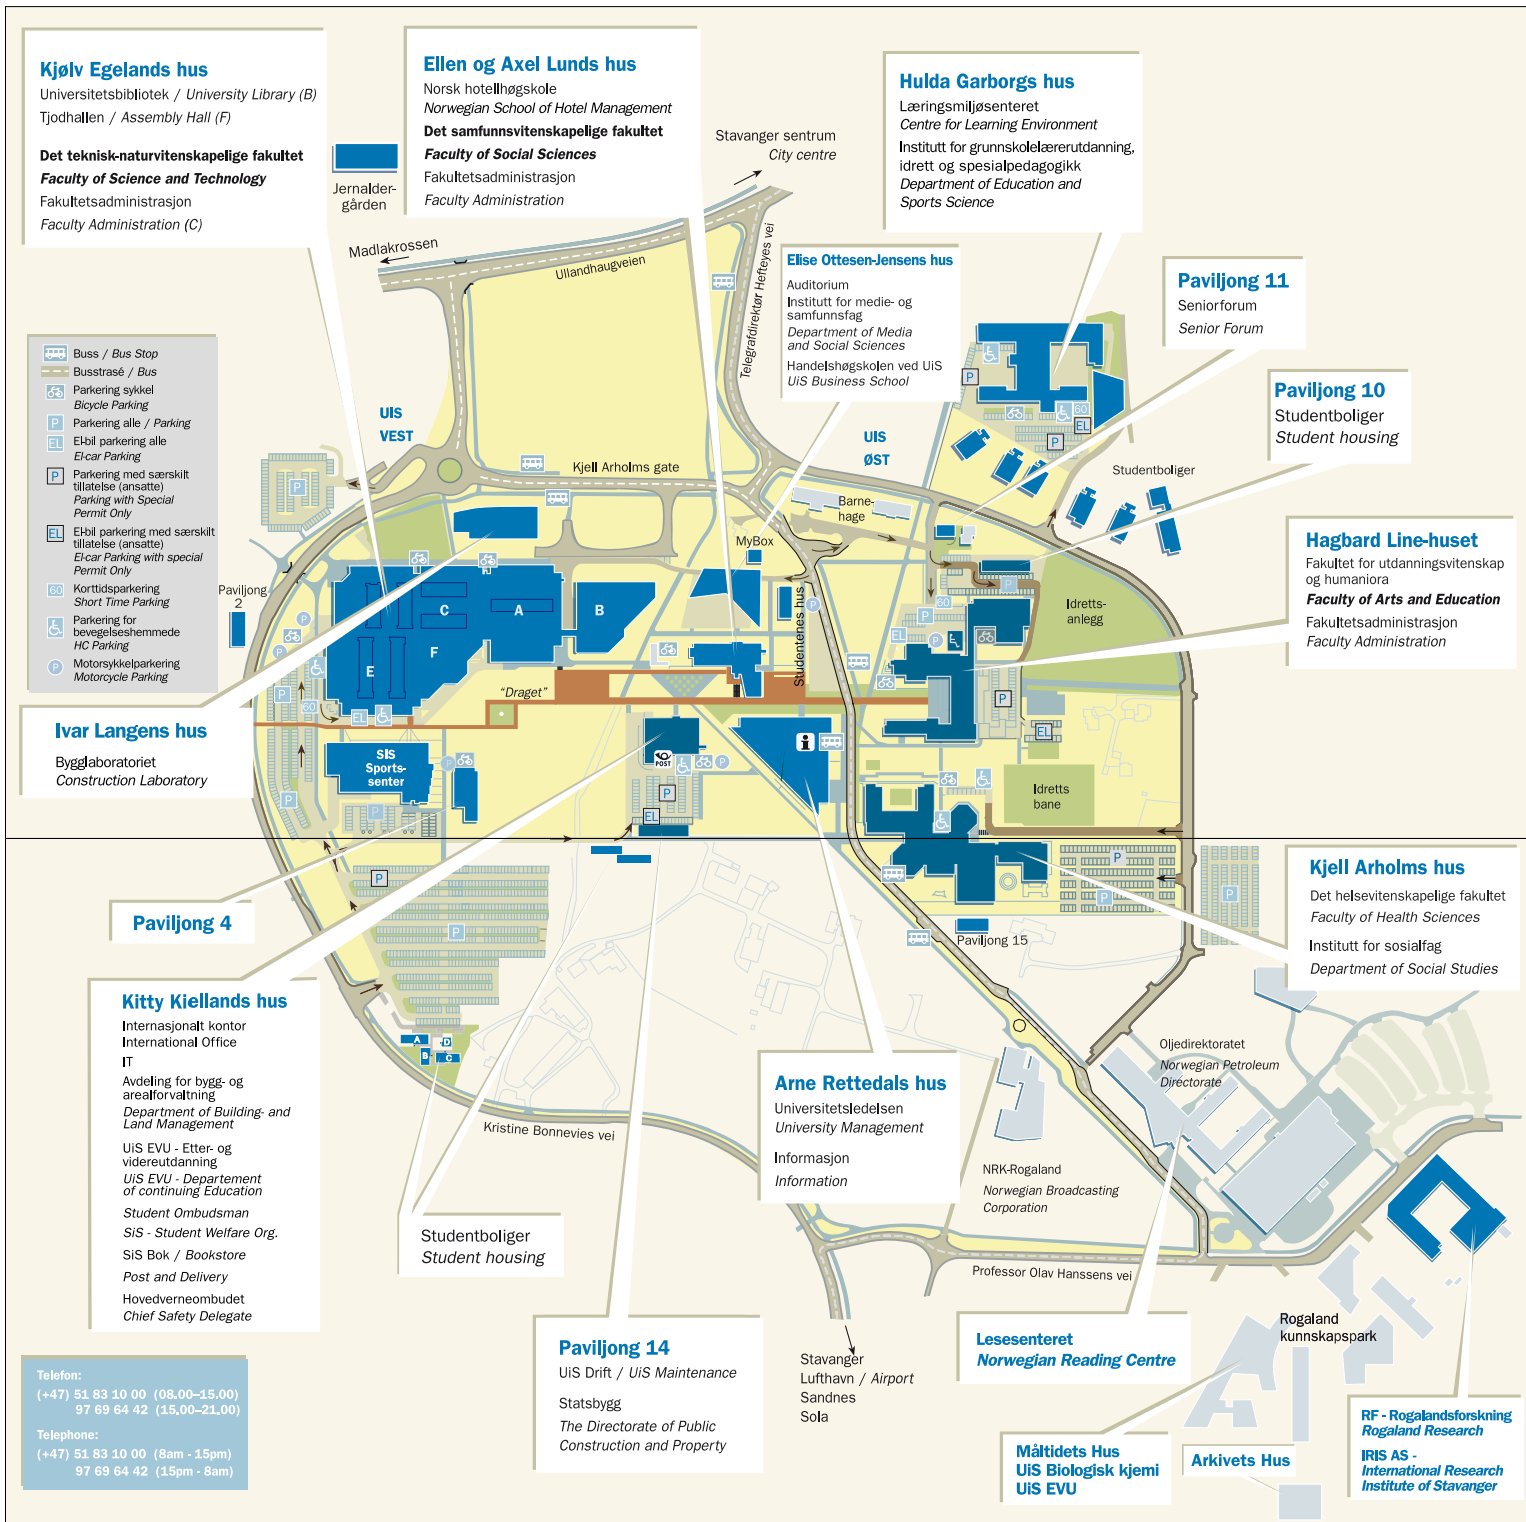 Kjølv Egelands hus
Universitetsbibliotek / University Library (B)
Tjodhallen / Assembly Hall (F)
Det teknisk-naturvitenskapelige fakultet
Faculty of Science and Technology
Fakultetsadministrasjon
Faculty Administration (C)
Jernalder-
gården
Ellen og Axel Lunds hus
Norsk hotellhøgskole
Norwegian School of Hotel Management
Det samfunnsvitenskapelige fakultet
Faculty of Social Sciences
Fakultetsadministrasjon
Faculty Administration
Stavanger sentrum
City centre
Hulda Garborgs hus
Læringsmiljøsenteret
Centre for Learning Environment
Institutt for grunnskolelærerutdanning,
idrett og spesialpedagogikk
Department of Education and
Sports Science
Madlakrossen
Ullandhaugveien
Telegrafdirektør Hefteyes vei
Elise Ottesen-Jensens hus
Auditorium
Institutt for medie- og
samfunnsfag
Department of Media
and Social Sciences
Handelshøgskolen ved UiS
UiS Business School
Paviljong 11
Seniorforum
Senior Forum
Paviljong 10
Studentboliger
Student housing
Buss / Bus Stop
Busstrasé / Bus
Parkering sykkel
Bicycle Parking
P
Parkering alle / Parking
EL
El-bil parkering alle
El-car Parking
P
Parkering med særskilt
tillatelse (ansatte)
Parking with Special
Permit Only
EL
El-bil parkering med særskilt
tillatelse (ansatte)
El-car Parking with special
Permit Only
60
Korttidsparkering
Short Time Parking
Parkering for
bevegelseshemmede
HC Parking
P
Motorsykkelparkering
Motorcycle Parking
UIS
VEST
UIS
ØST
Kjell Arholms gate
Barne-
hage
MyBox
Studentboliger
P
P
60
EL
P
Paviljong
2
A
B
C
E
F
"Draget"
Studentenes hus
Idretts-
anlegg
Hagbard Line-huset
Fakultet for utdanningsvitenskap
og humaniora
Faculty of Arts and Education
Fakultetsadministrasjon
Faculty Administration
P
P
P
60
EL
P
P
P
P
60
EL
P
EL
Ivar Langens hus
Bygglaboratoriet
Construction Laboratory
SIS
Sports-
senter
P
P
P
POST
P
P
EL
i
Idretts
bane
Kjell Arholms hus
Det helsevitenskapelige fakultet
Faculty of Health Sciences
Institutt for sosialfag
Department of Social Studies
P
P
P
P
P
Paviljong 4
Paviljong 15
Kitty Kiellands hus
Internasjonalt kontor
International Office
IT
Avdeling for bygg- og
arealforvaltning
Department of Building- and
Land Management
UiS EVU - Etter- og
videreutdanning
UiS EVU - Departement
of continuing Education
Student Ombudsman
SiS - Student Welfare Org.
SiS Bok / Bookstore
Post and Delivery
Hovedverneombudet
Chief Safety Delegate
A
B
D
C
Kristine Bonnevies vei
Studentboliger
Student housing
Arne Rettedals hus
Universitetsledelsen
University Management
Informasjon
Information
Oljedirektoratet
Norwegian Petroleum
Directorate
NRK-Rogaland
Norwegian Broadcasting
Corporation
Professor Olav Hanssens vei
Paviljong 14
UiS Drift / UiS Maintenance
Statsbygg
The Directorate of Public
Construction and Property
Stavanger
Lufthavn / Airport
Sandnes
Sola
Lesesenteret
Norwegian Reading Centre
Rogaland
kunnskapspark
Måltidets Hus
UiS Biologisk kjemi
UiS EVU
Arkivets Hus
RF - Rogalandsforskning
Rogaland Research
IRIS AS -
International Research
Institute of Stavanger
Telefon:
(+47) 51 83 10 00 (08.00–15.00)
97 69 64 42 (15.00–21.00)
Telephone:
(+47) 51 83 10 00 (8am - 15pm)
97 69 64 42 (15pm - 8am)